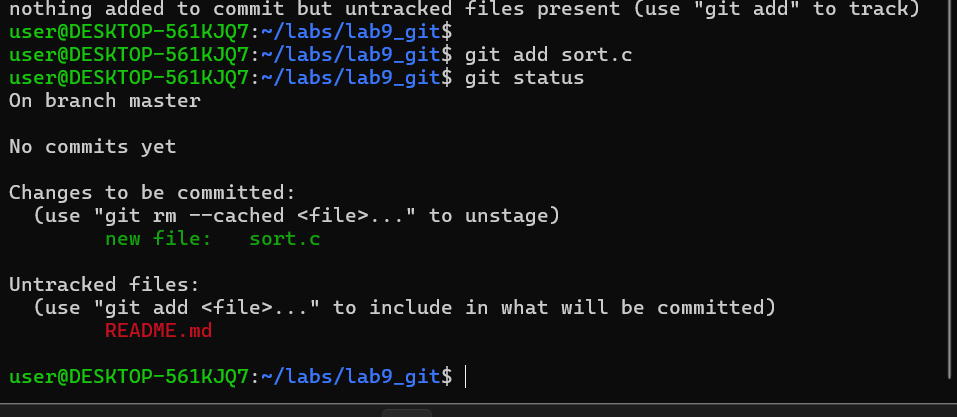 nothing added to commit but untracked files present (use "git add" to track)
user@DESKTOP-561KJQ7:~/labs/lab9_git$
user@DESKTOP-561KJQ7:~/labs/lab9_git$ git add sort.c
user@DESKTOP-561KJQ7:~/labs/lab9_git$ git status
On branch master
No commits yet
Changes to be committed:
  (use "git rm --cached <file>..." to unstage)
        new file:   sort.c
Untracked files:
  (use "git add <file>..." to include in what will be committed)
        README.md
user@DESKTOP-561KJQ7:~/labs/lab9_git$